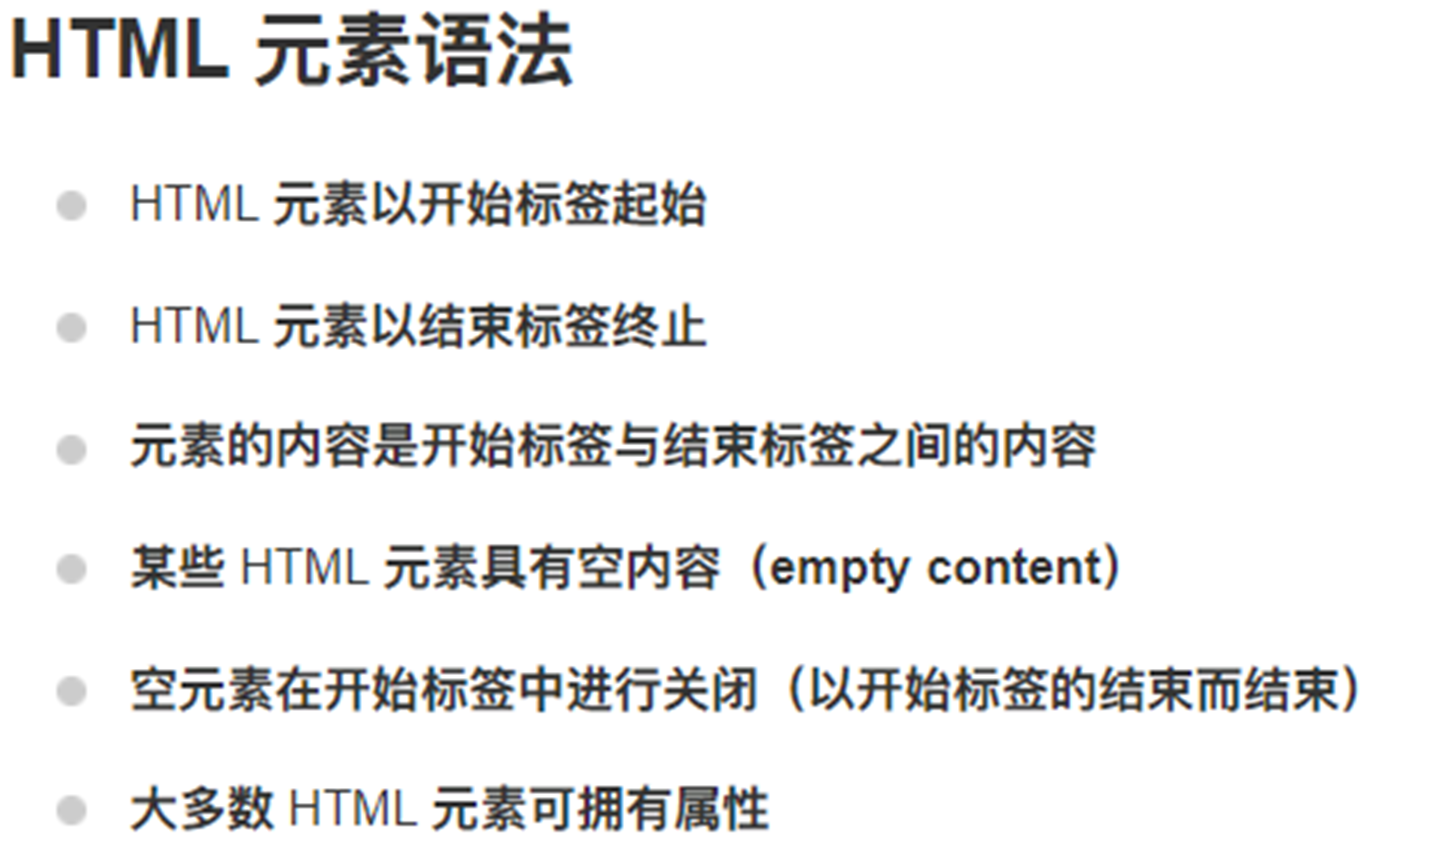 HTML 元素语法
HTML 元素以开始标签起始
HTML 元素以结束标签终止
元素的内容是开始标签与结束标签之间的内容
某些 HTML 元素具有空内容（empty content）
空元素在开始标签中进行关闭（以开始标签的结束而结束）
大多数 HTML 元素可拥有属性